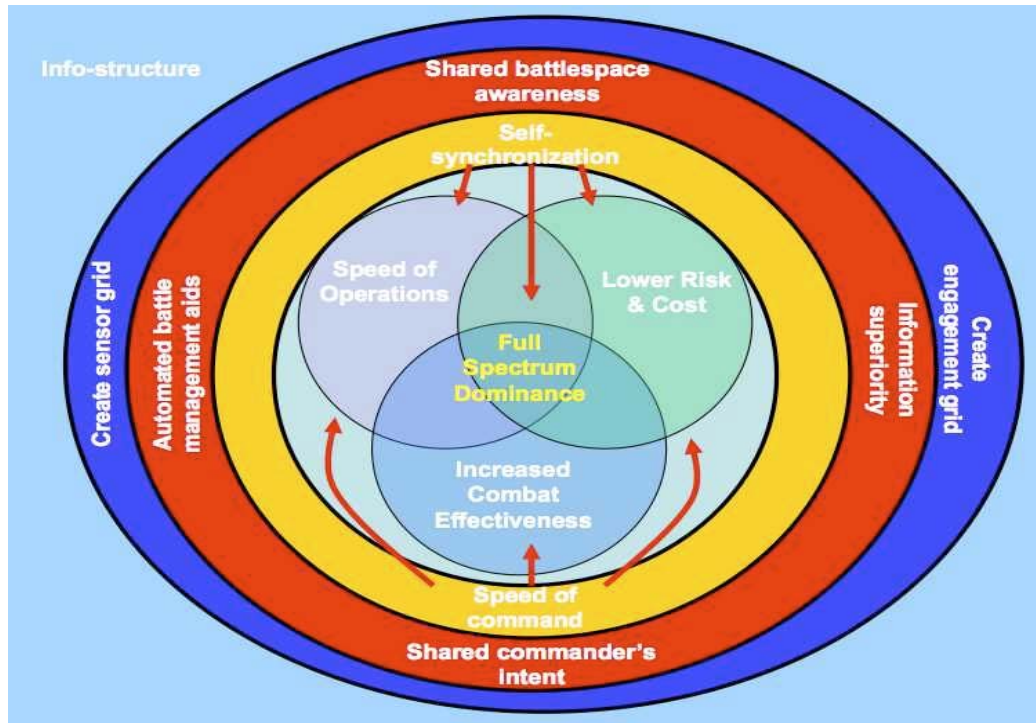 Info-structure
Shared battlespace
awareness
Self-
synchronization
Create sensor grid
Automated battle
management aids
Speed of
Operations
Lower Risk
& Cost
Full
Spectrum
Dominance
Information
superiority
Create
engagement grid
Increased
Combat
Effectiveness
Speed of
command
Shared commander's
intent